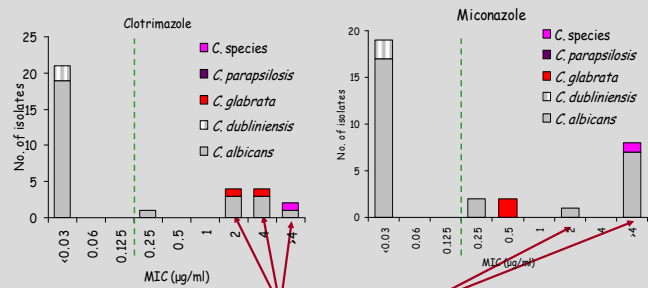 Clotrimazole
No. of isolates
25
20
15
10
5
0
<0.03
0.06
0.125
0.25
0.5
1
2
4
>4
MIC (µg/ml)
C. species
C. parapsilosis
C. glabrata
C. dubliniensis
C. albicans
Miconazole
No. of isolates
20
15
10
5
0
<0.03
0.06
0.125
0.25
0.5
1
2
4
>4
MIC (µg/ml)
C. species
C. parapsilosis
C. glabrata
C. dubliniensis
C. albicans